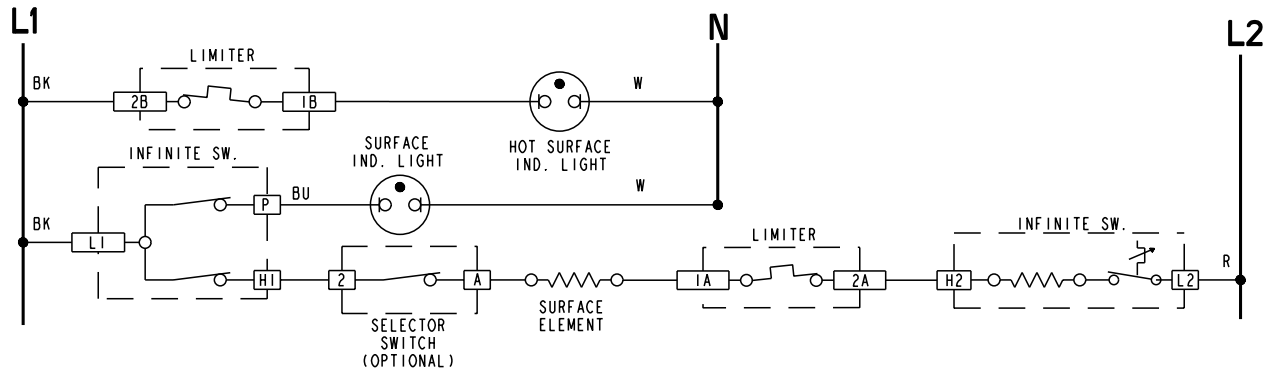 L1
N
L2
LIMITER
BK
W
2B
1B
SURFACE
IND. LIGHT
HOT SURFACE
IND. LIGHT
INFINITE SW.
BU
W
P
BK
L1
LIMITER
INFINITE SW.
R
H1
2
A
1A
2A
H2
L2
SURFACE
ELEMENT
SELECTOR
SWITCH
(OPTIONAL)